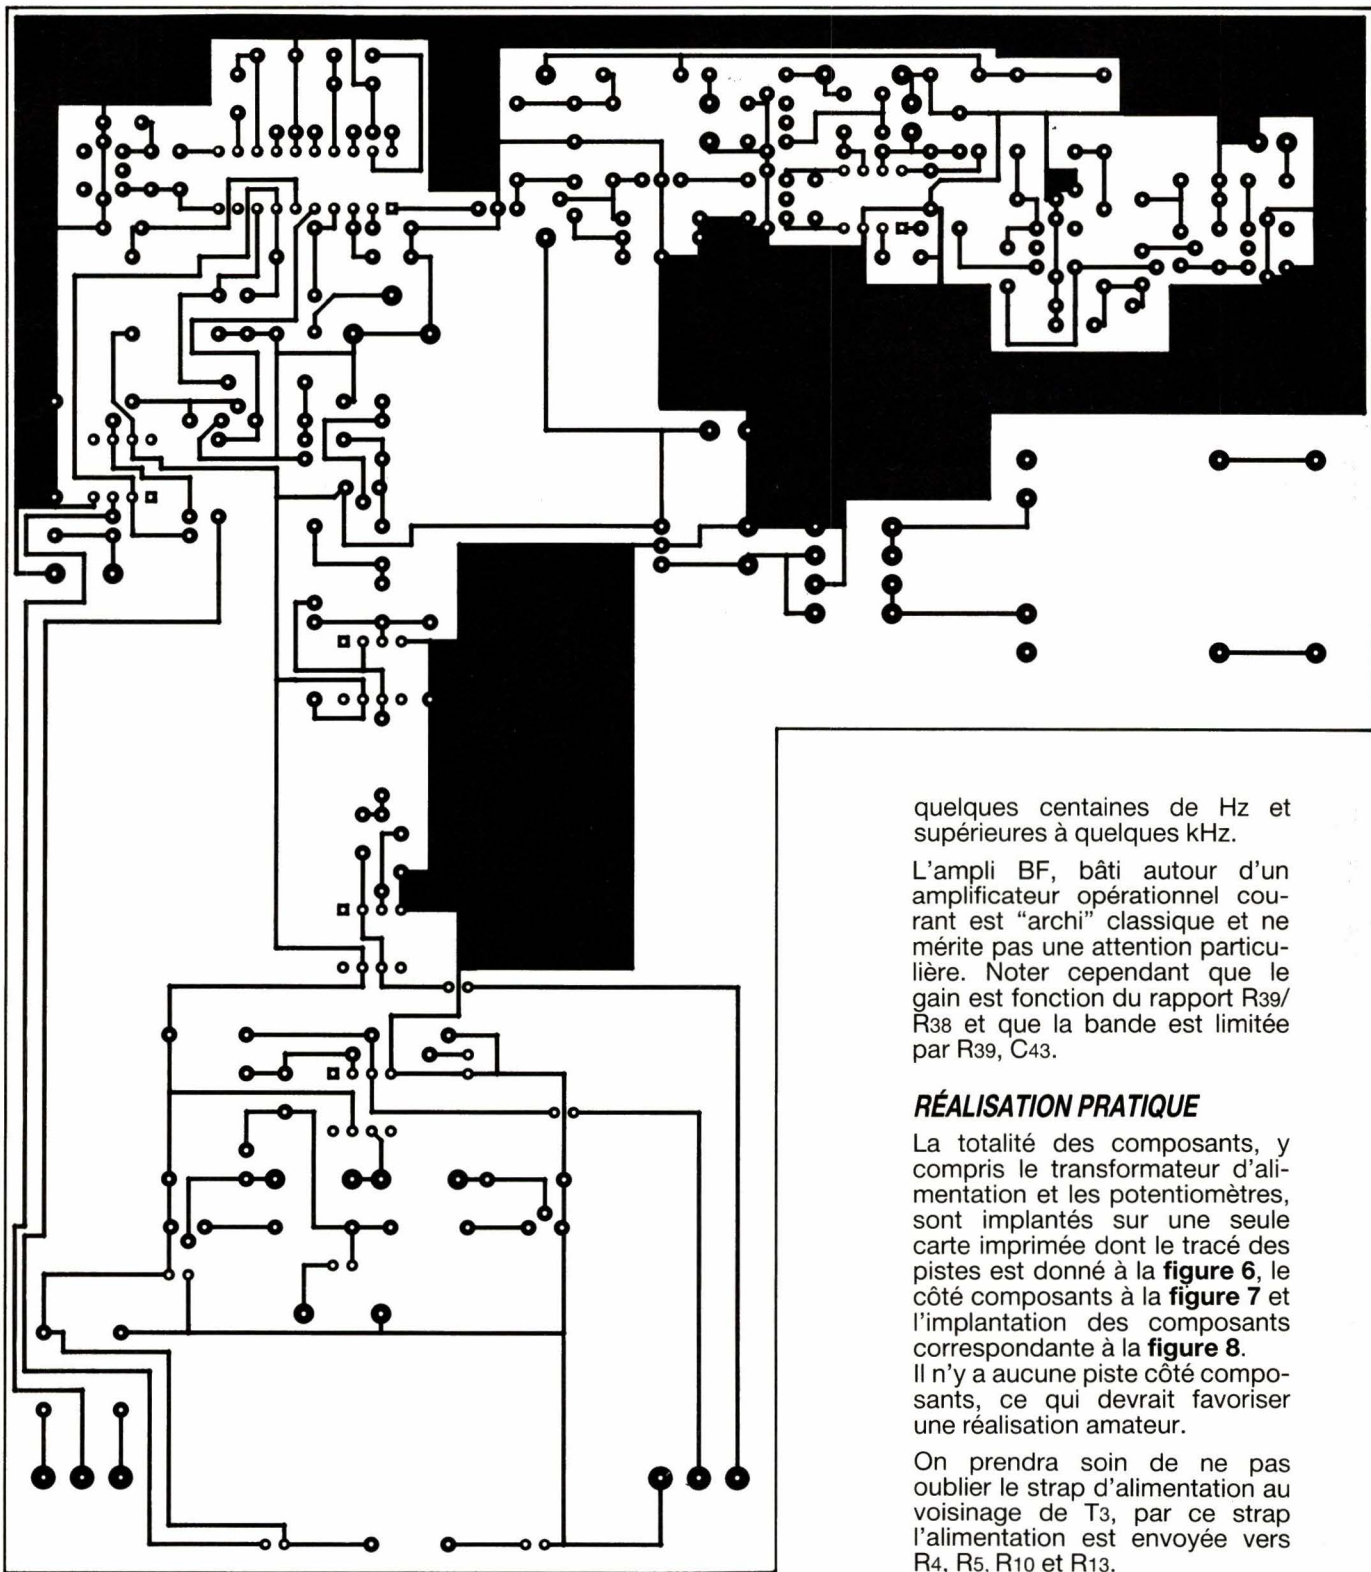 quelques centaines de Hz et
supérieures à quelques kHz.
L'ampli BF, bâti autour d'un
amplificateur opérationnel cou-
rant est “archi” classique et ne
mérite pas une attention particu-
lière. Noter cependant que le
gain est fonction du rapport R39/
R38 et que la bande est limitée
par R39, C43.
RÉALISATION PRATIQUE
La totalité des composants, y
compris le transformateur d'ali-
mentation et les potentiomètres,
sont implantés sur une seule
carte imprimée dont le tracé des
pistes est donné à la figure 6, le
côté composants à la figure 7 et
l'implantation des composants
correspondante à la figure 8.
Il n'y a aucune piste côté compo-
sants, ce qui devrait favoriser
une réalisation amateur.
On prendra soin de ne pas
oublier le strap d'alimentation au
voisinage de T3, par ce strap
l'alimentation est envoyée vers
R4, R5, R10 et R13.